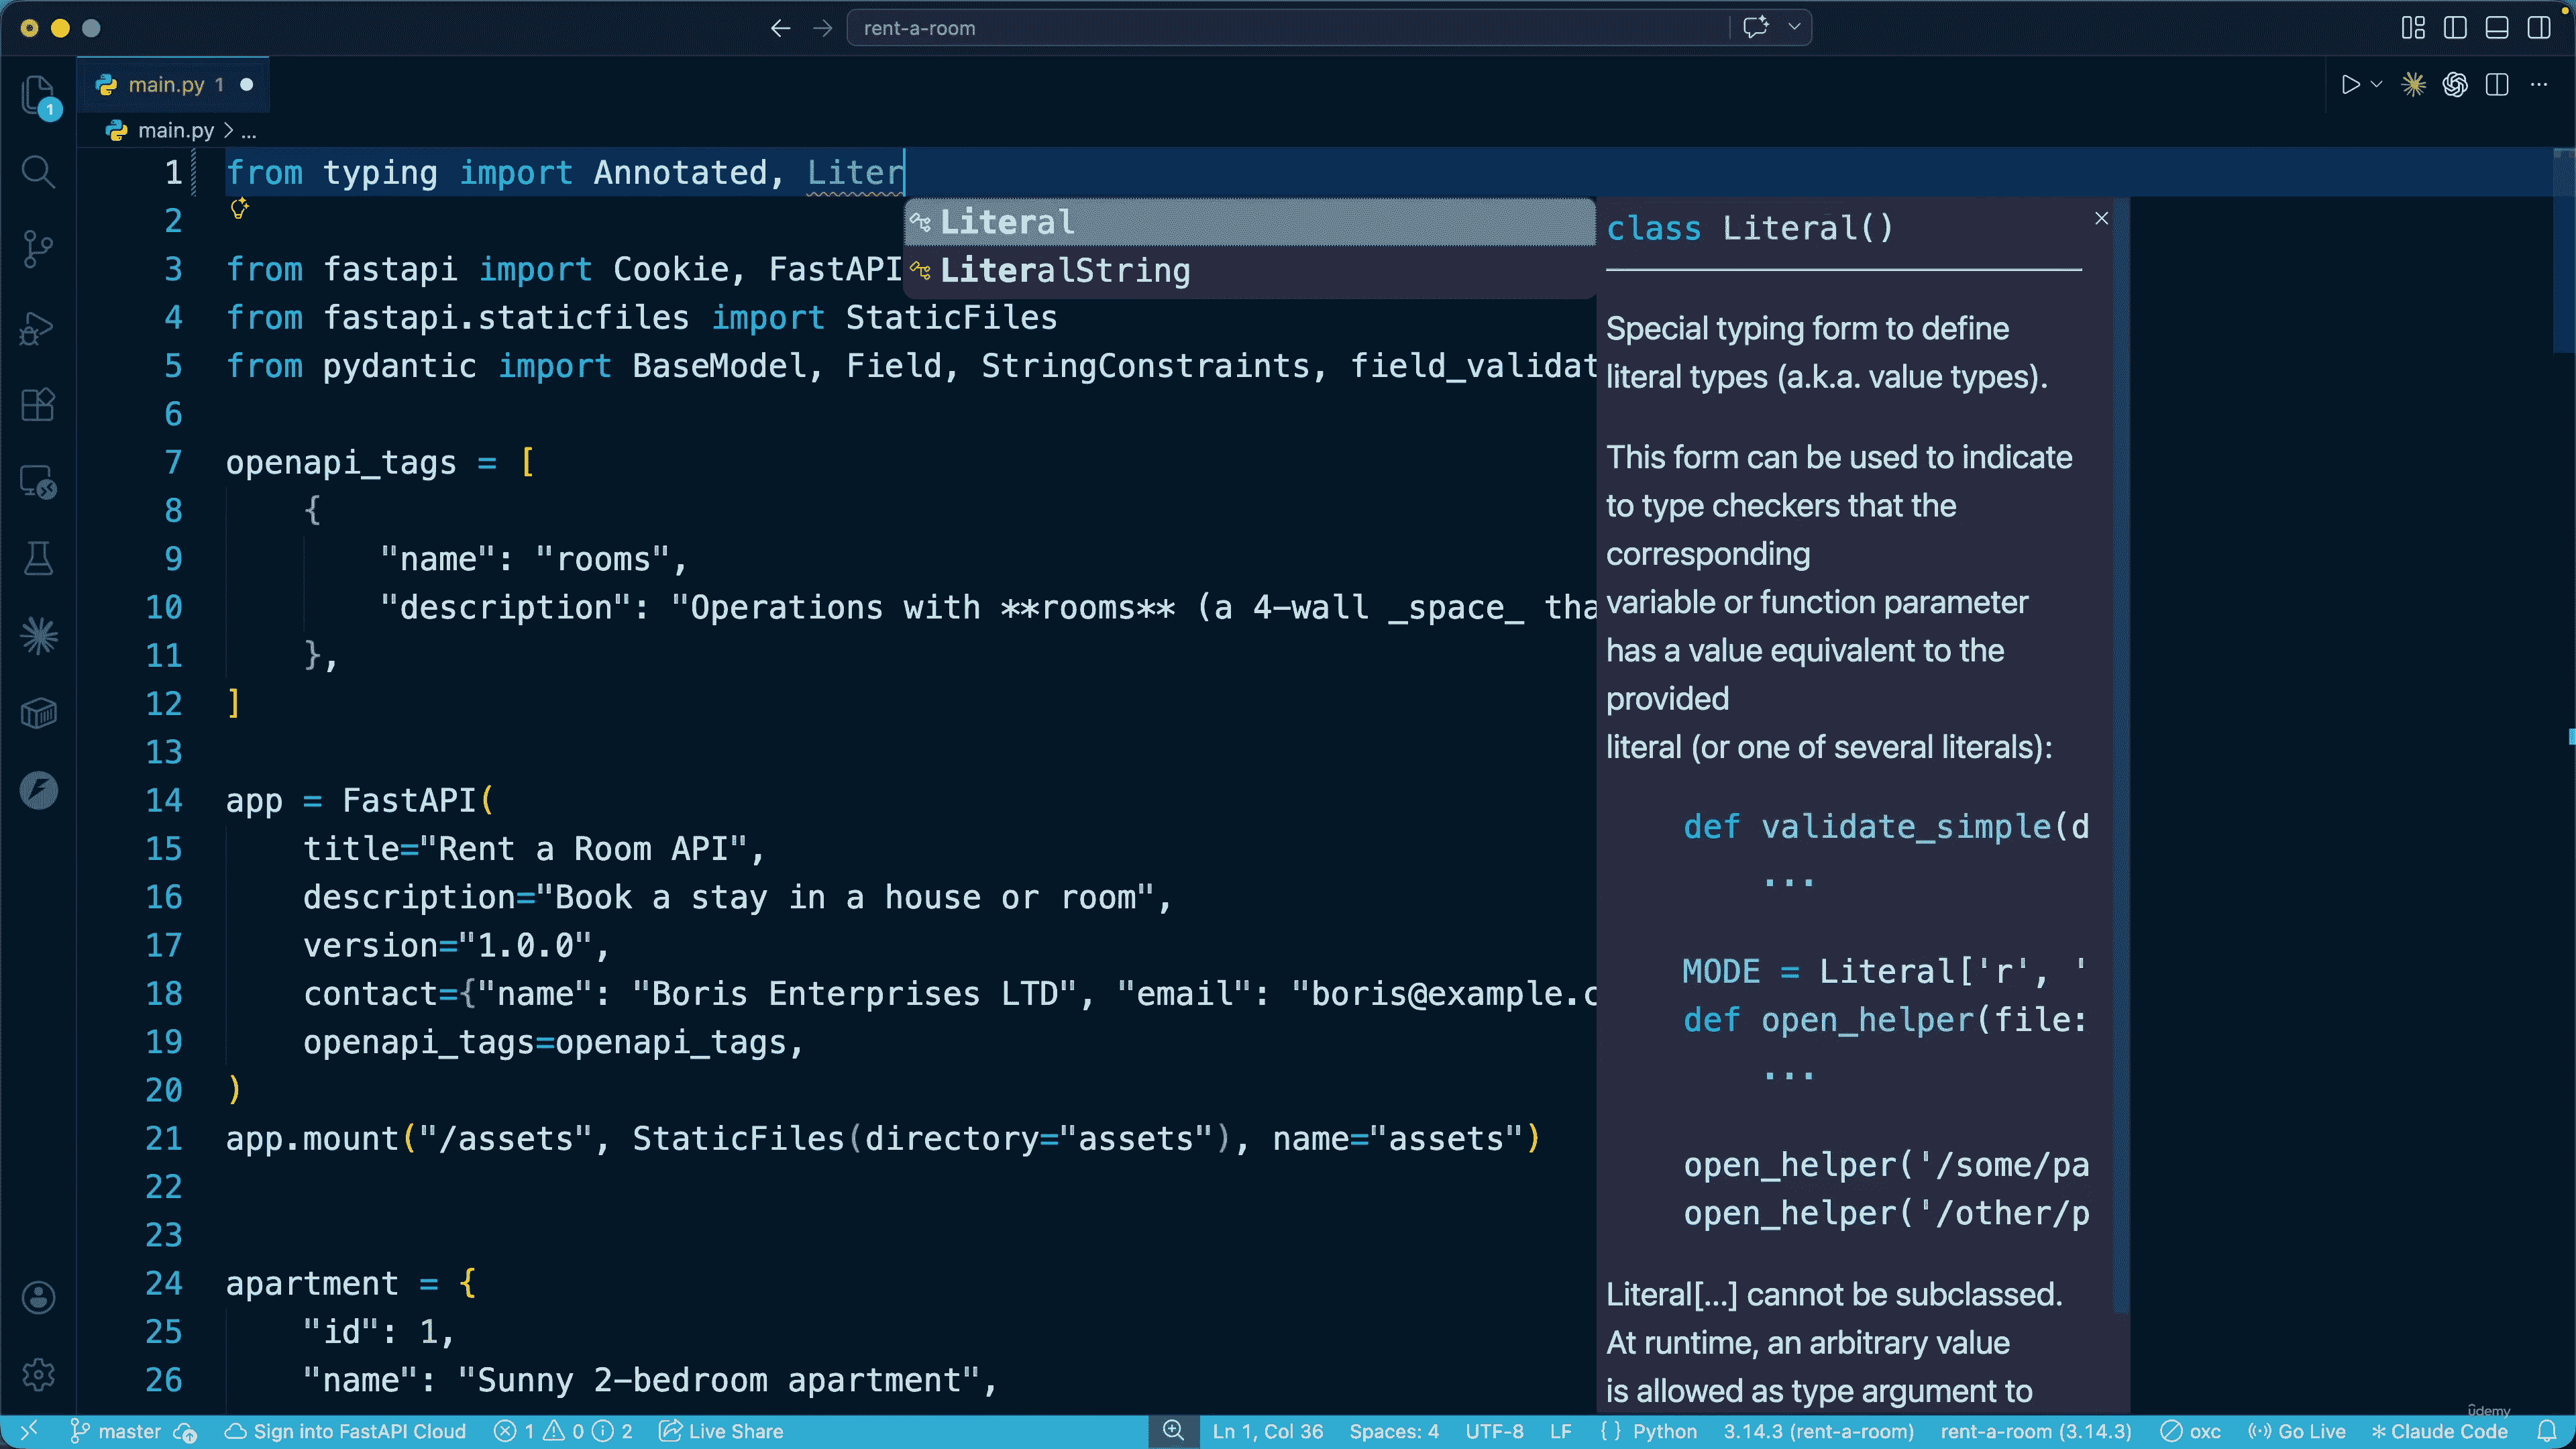 rent-a-room
main.py 1
main.py > ...
1 from typing import Annotated, Liter
2
3 from fastapi import Cookie, FastAPI
4 from fastapi.staticfiles import StaticFiles
5 from pydantic import BaseModel, Field, StringConstraints, field_validat
6
7 openapi_tags = [
8 {
9 "name": "rooms",
10 "description": "Operations with **rooms** (a 4-wall _space_ tha
11 },
12 ]
13
14 app = FastAPI(
15 title="Rent a Room API",
16 description="Book a stay in a house or room",
17 version="1.0.0",
18 contact={"name": "Boris Enterprises LTD", "email": "boris@example.c
19 openapi_tags=openapi_tags,
20 )
21 app.mount("/assets", StaticFiles(directory="assets"), name="assets")
22
23
24 apartment = {
25 "id": 1,
26 "name": "Sunny 2-bedroom apartment",
Literal
LiteralString
class Literal()
Special typing form to define
literal types (a.k.a. value types).
This form can be used to indicate
to type checkers that the
corresponding
variable or function parameter
has a value equivalent to the
provided
literal (or one of several literals):
def validate_simple(d
...
MODE = Literal['r', '
def open_helper(file:
...
open_helper('/some/pa
open_helper('/other/p
Literal[...] cannot be subclassed.
At runtime, an arbitrary value
is allowed as type argument to
1
udemy
master Sign into FastAPI Cloud 1 0 2 Live Share Ln 1, Col 36 Spaces: 4 UTF-8 LF { } Python 3.14.3 (rent-a-room) rent-a-room (3.14.3) oxc Go Live Claude Code